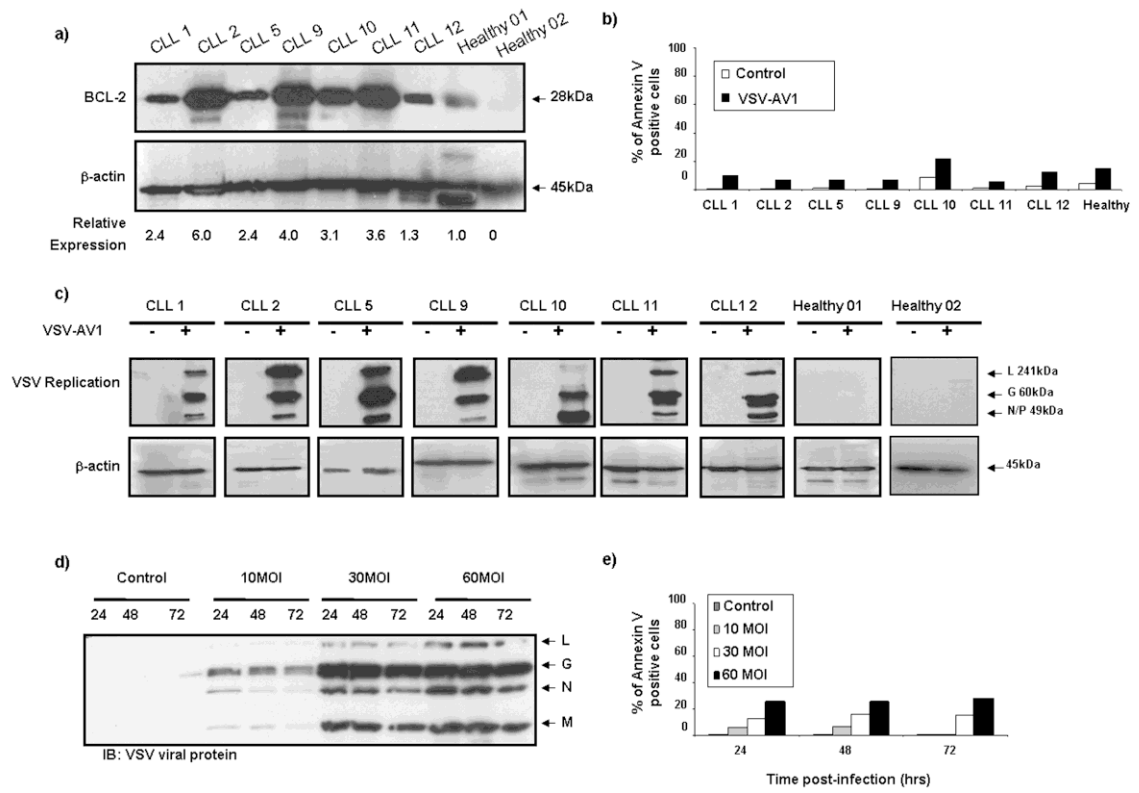 a)
CLL 1 CLL 2 CLL 5 CLL 9 CLL 10 CLL 11 CLL 12 Healthy 01 Healthy 02
BCL-2
28kDa
β-actin
45kDa
Relative
Expression
2.4 6.0 2.4 4.0 3.1 3.6 1.3 1.0 0
b)
% of Annexin V
positive cells
100
80
60
40
20
0
Control
VSV-AV1
CLL 1 CLL 2 CLL 5 CLL 9 CLL 10 CLL 11 CLL 12 Healthy
c)
CLL 1 CLL 2 CLL 5 CLL 9 CLL 10 CLL 11 CLL1 2 Healthy 01 Healthy 02
VSV-AV1 - + - + - + - + - + - + - + - + - +
VSV Replication
L 241kDa
G 60kDa
N/P 49kDa
β-actin
45kDa
d)
Control 10MOI 30MOI 60MOI
24 48 72 24 48 72 24 48 72 24 48 72
L
G
N
M
IB: VSV viral protein
e)
% of Annexin V
positive cells
100
80
60
40
20
0
Control
10 MOI
30 MOI
60 MOI
24 48 72
Time post-infection (hrs)